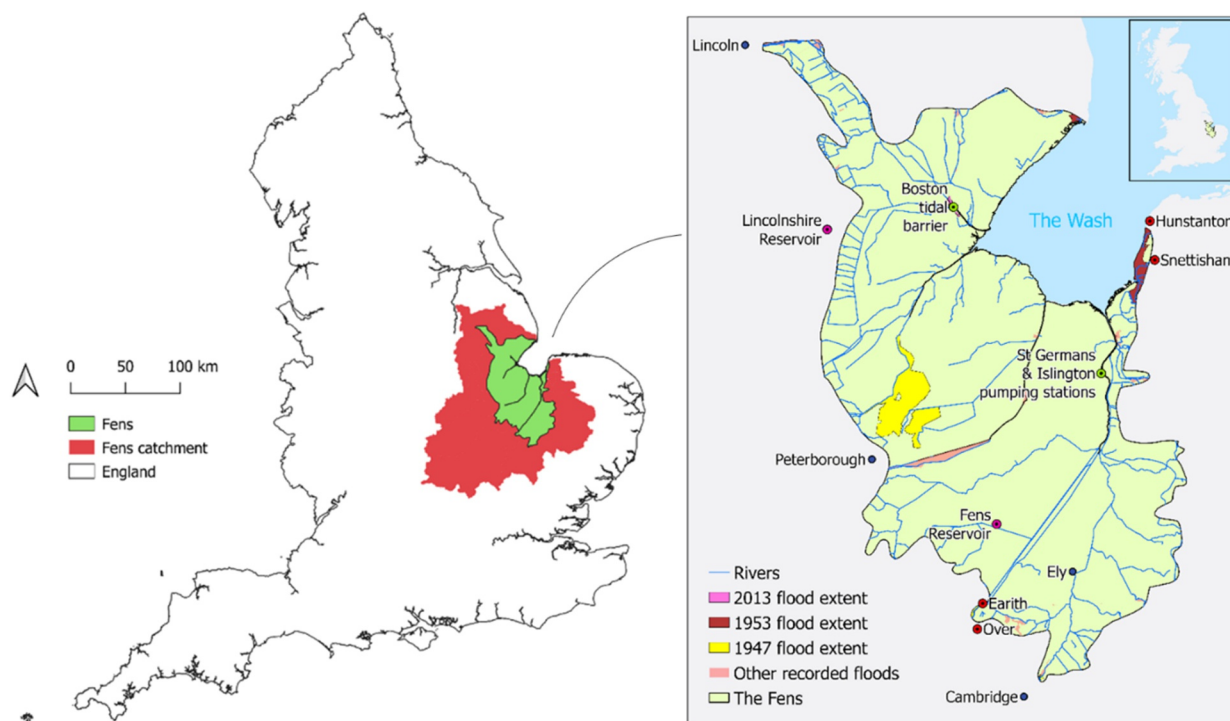 0 50 100 km
Fens
Fens catchment
England
Lincoln
Boston
tidal
barrier
Lincolnshire
Reservoir
The Wash
Hunstanton
Snettishan
St Germans
& Islington
pumping stations
Peterborough
Fens
Reservoir
Ely
Earith
Over
Cambridge
Rivers
2013 flood extent
1953 flood extent
1947 flood extent
Other recorded floods
The Fens